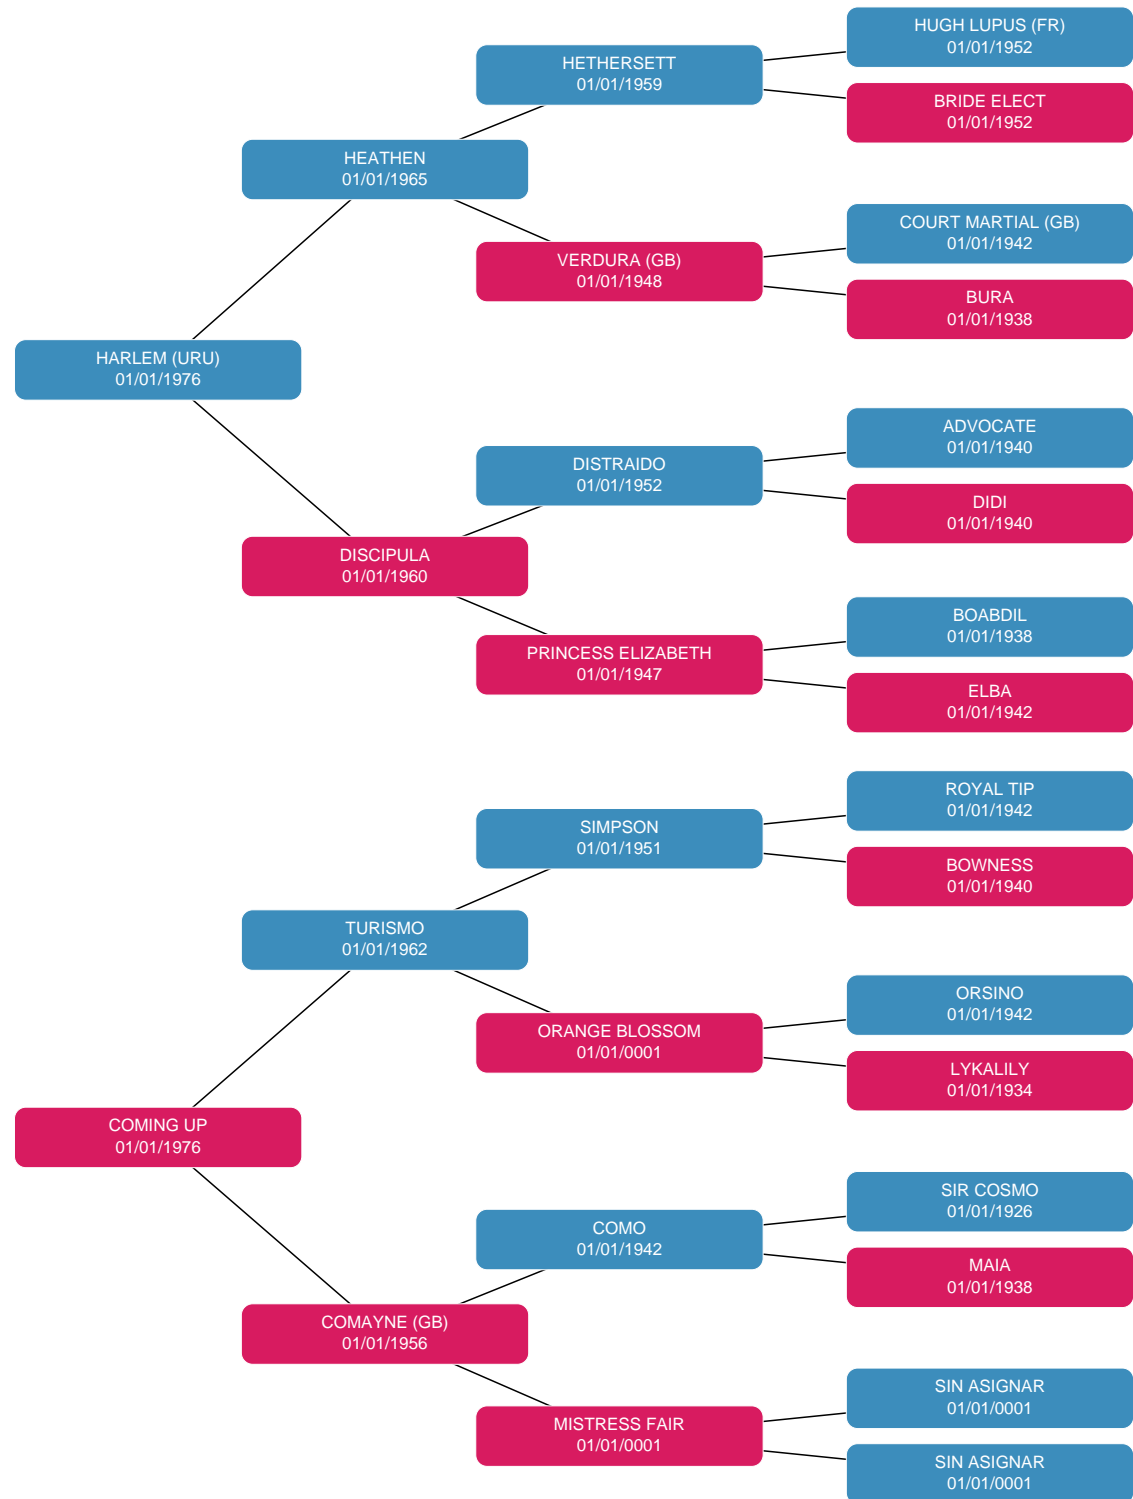 HUGH LUPUS (FR)
01/01/1952
HETHERSETT
01/01/1959
BRIDE ELECT
01/01/1952
HEATHEN
01/01/1965
COURT MARTIAL (GB)
01/01/1942
VERDURA (GB)
01/01/1948
BURA
01/01/1938
HARLEM (URU)
01/01/1976
ADVOCATE
01/01/1940
DISTRAIDO
01/01/1952
DIDI
01/01/1940
DISCIPULA
01/01/1960
BOABDIL
01/01/1938
PRINCESS ELIZABETH
01/01/1947
ELBA
01/01/1942
ROYAL TIP
01/01/1942
SIMPSON
01/01/1951
BOWNESS
01/01/1940
TURISMO
01/01/1962
ORSINO
01/01/1942
ORANGE BLOSSOM
01/01/0001
LYKALILY
01/01/1934
COMING UP
01/01/1976
SIR COSMO
01/01/1926
COMO
01/01/1942
MAIA
01/01/1938
COMAYNE (GB)
01/01/1956
SIN ASIGNAR
01/01/0001
MISTRESS FAIR
01/01/0001
SIN ASIGNAR
01/01/0001